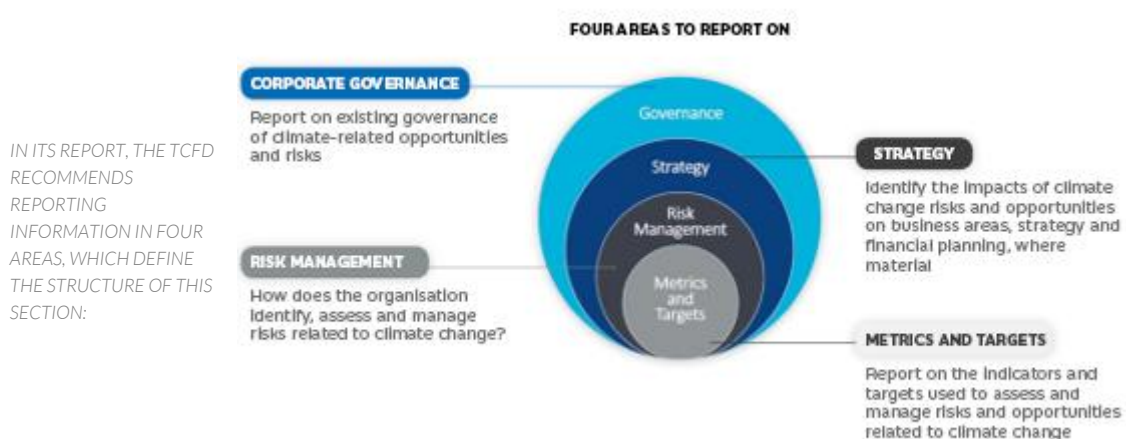 FOUR AREAS TO REPORT ON
CORPORATE GOVERNANCE
Report on existing governance
of climate-related opportunities
and risks
IN ITS REPORT, THE TCFD
RECOMMENDS
REPORTING
INFORMATION IN FOUR
AREAS, WHICH DEFINE
THE STRUCTURE OF THIS
SECTION:
RISK MANAGEMENT
How does the organisation
identify, assess and manage
risks related to climate change?
Governance
Strategy
Risk
Management
Metrics
and
Targets
STRATEGY
Identify the impacts of climate
change risks and opportunities
on business areas, strategy and
financial planning, where
material
METRICS AND TARGETS
Report on the indicators and
targets used to assess and
manage risks and opportunities
related to climate change